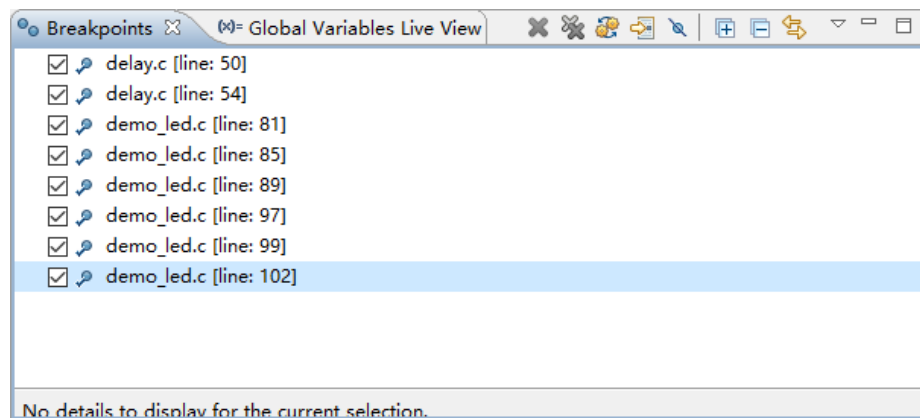 Breakpoints (x)= Global Variables Live View
delay.c [line: 50]
delay.c [line: 54]
demo_led.c [line: 81]
demo_led.c [line: 85]
demo_led.c [line: 89]
demo_led.c [line: 97]
demo_led.c [line: 99]
demo_led.c [line: 102]
No details to display for the current selection.